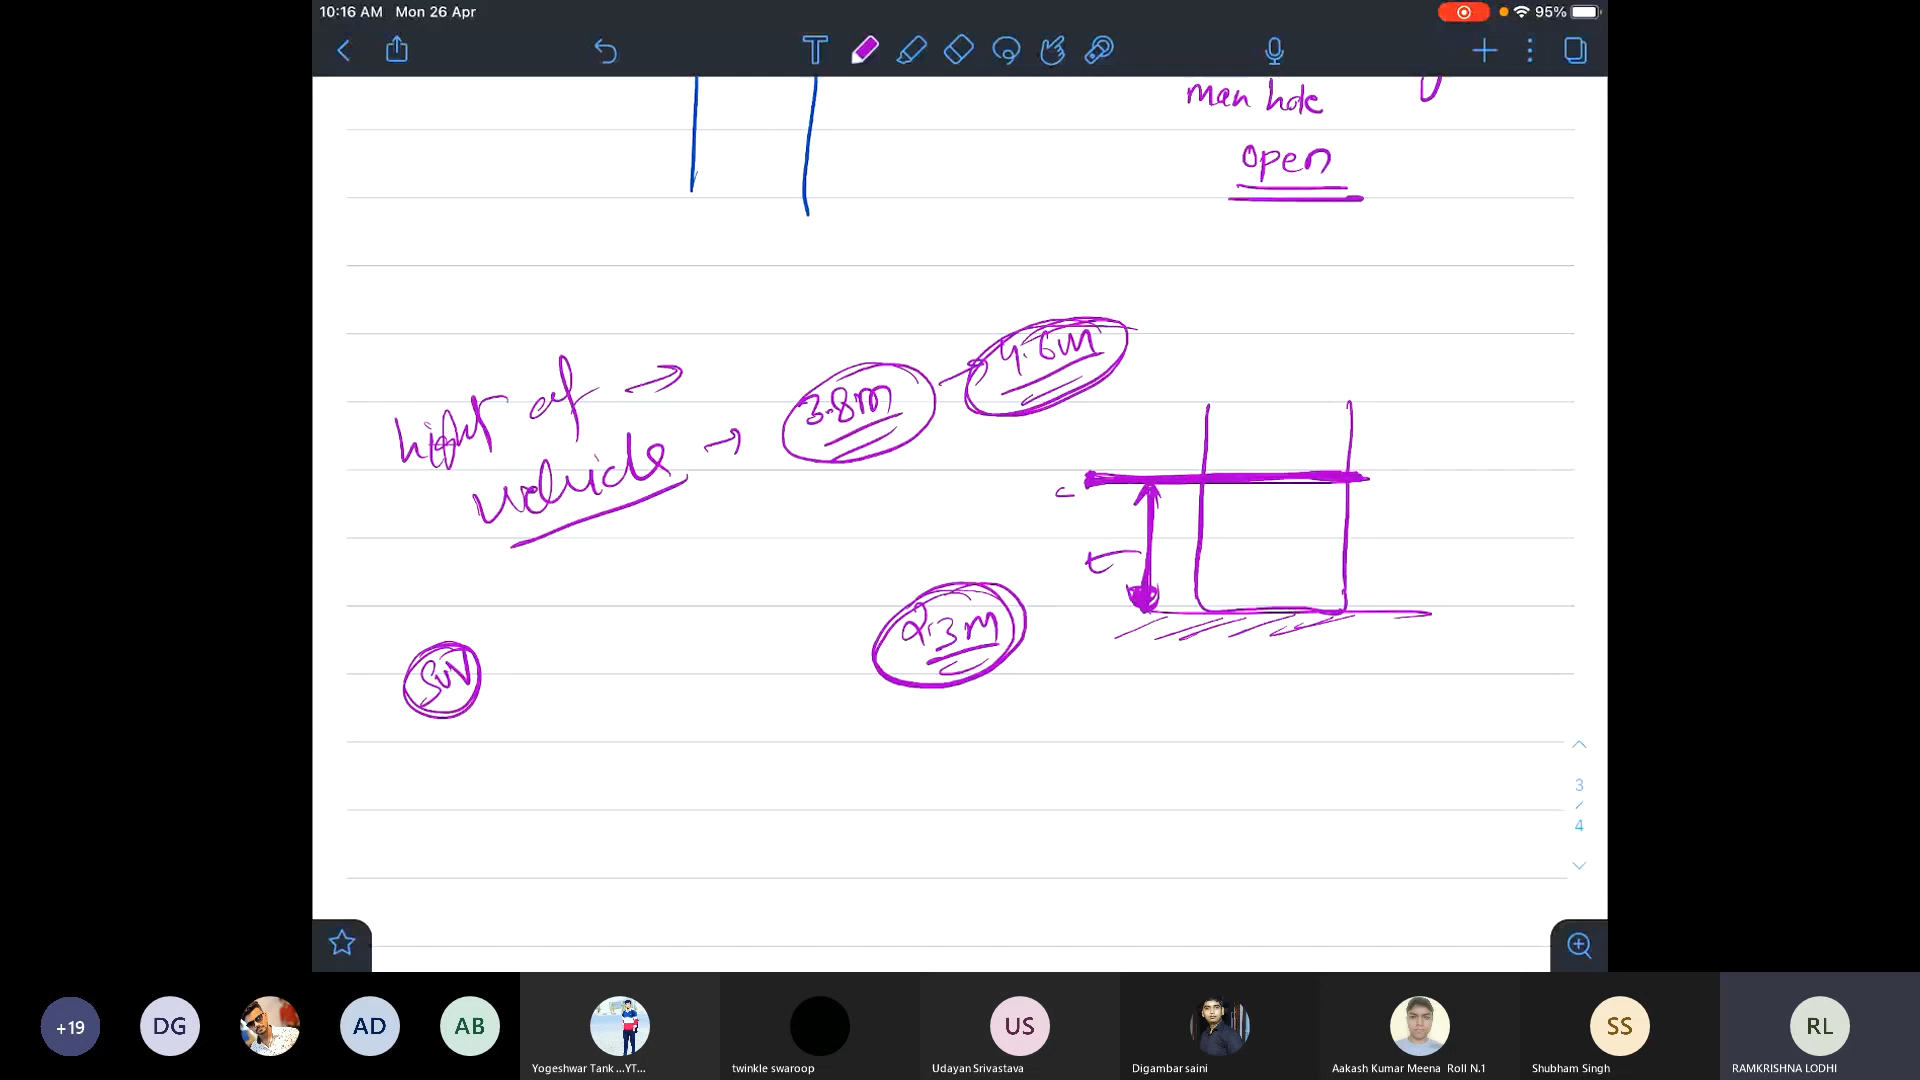 10:16 AM Mon 26 Apr
95%
man hole
open
hight of →
vehicle →
3.8m
4.6m
t
2.3m
SUV
3
/
4
+19
DG
AD
AB
US
SS
RL
Yogeshwar Tank ...YT...
twinkle swaroop
Udayan Srivastava
Digambar saini
Aakash Kumar Meena Roll N.1
Shubham Singh
RAMKRISHNA LODHI